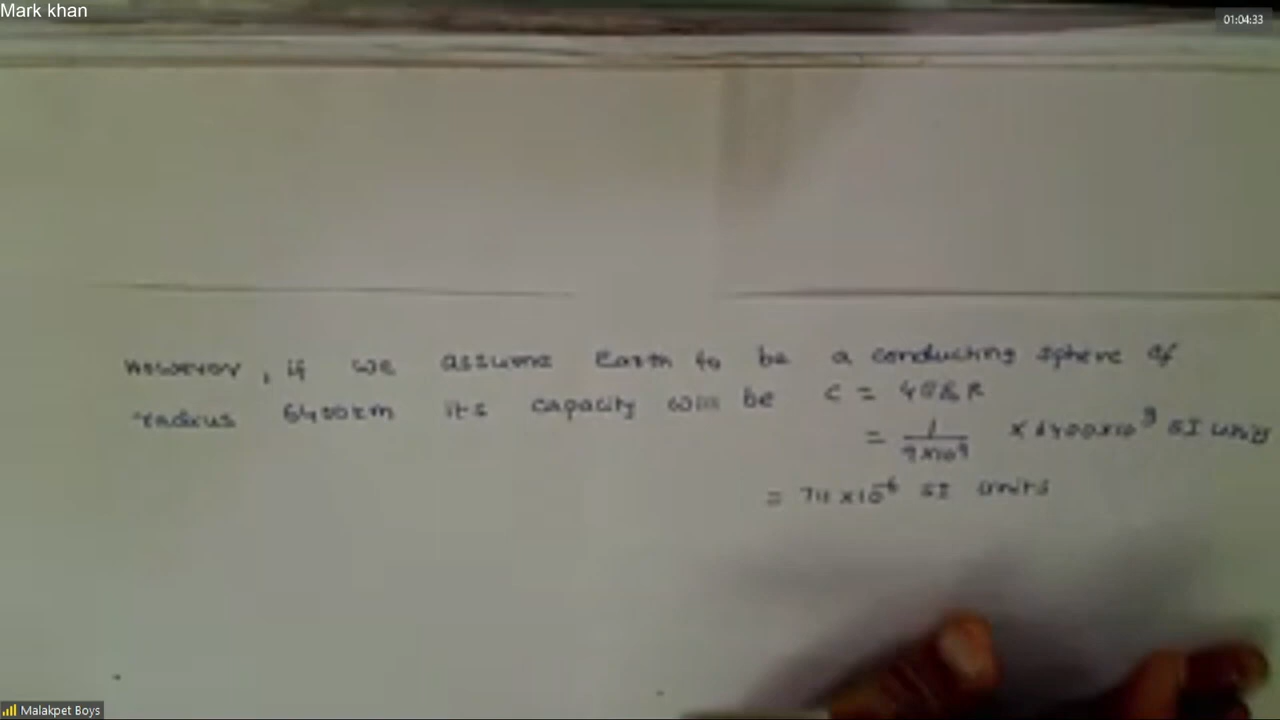 Mark khan
01:04:33
However, if we assume Earth to be a conducting sphere of
radius 6400km its capacity will be C = 4πε₀R
= 1/9×10⁹ × 6400×10³ SI units
= 711×10⁻⁶ SI units
Malakpet Boys